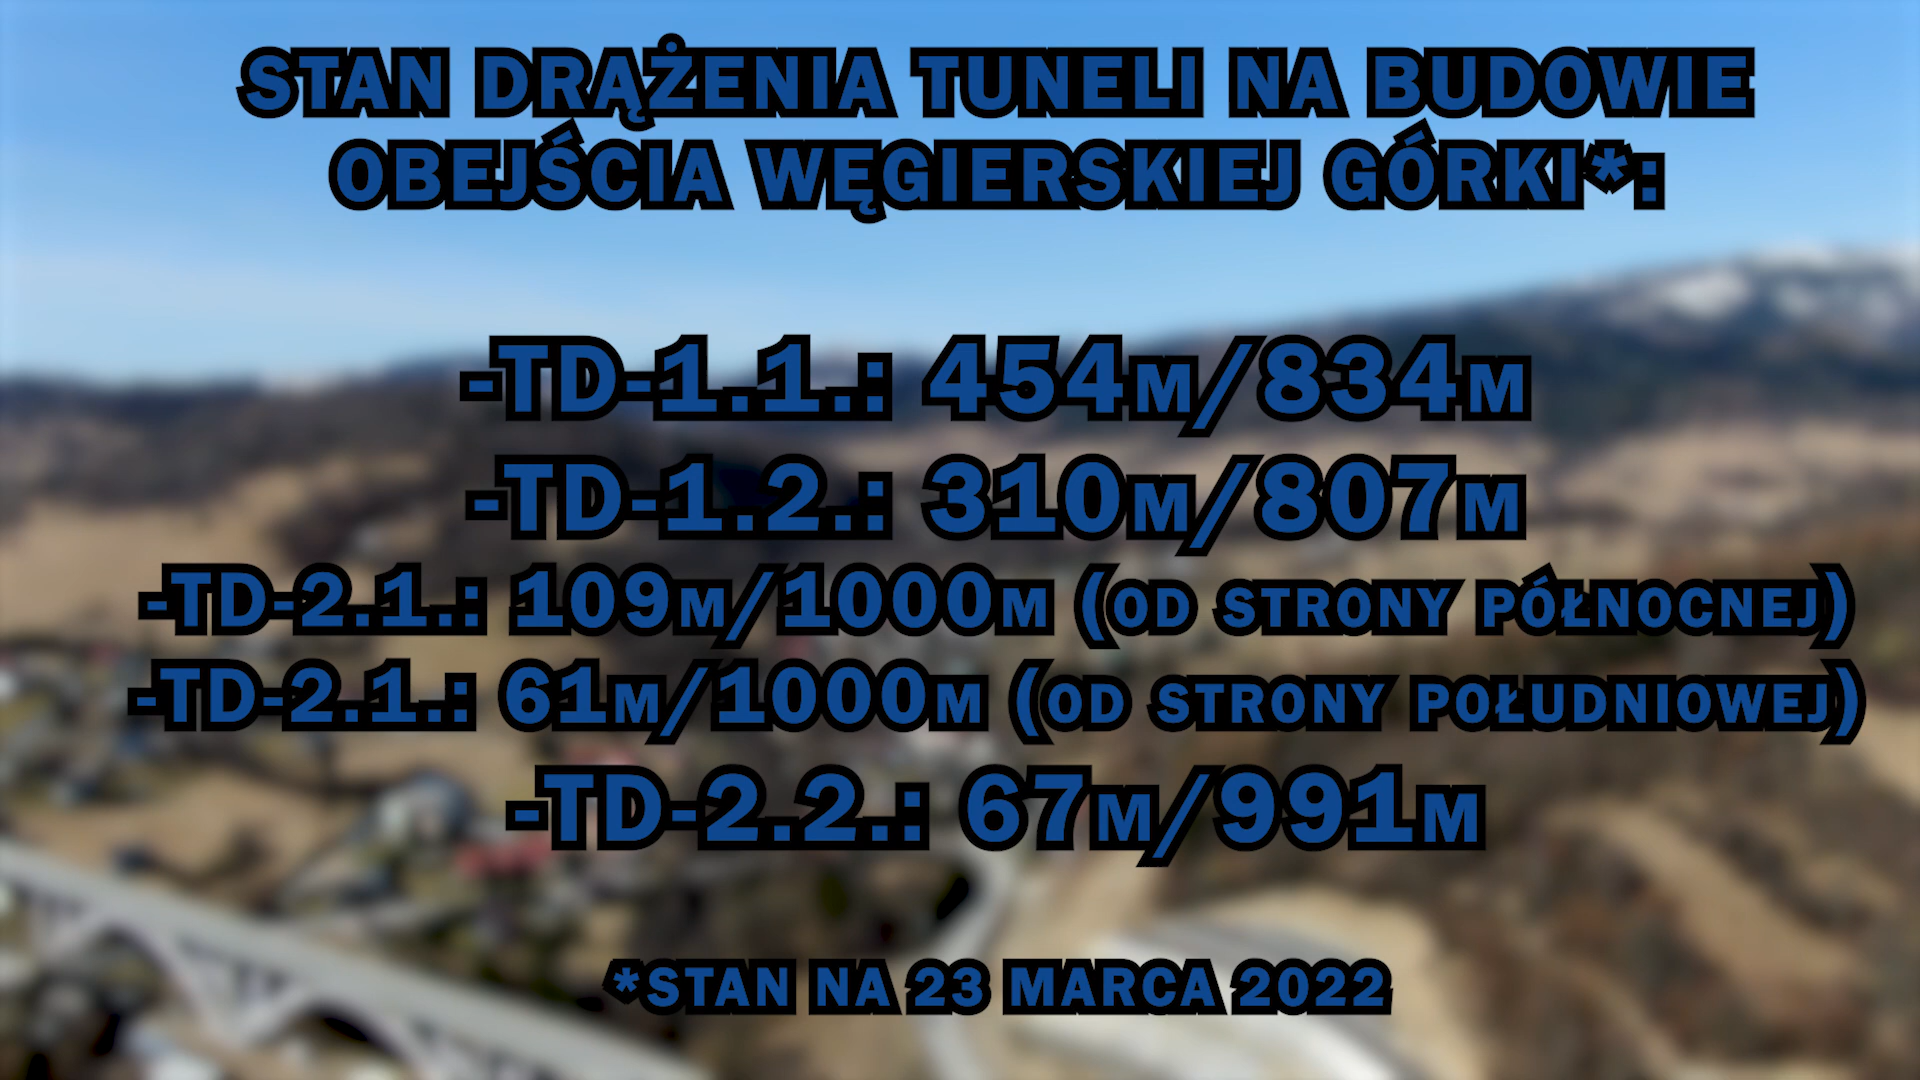 STAN DRĄŻENIA TUNELI NA BUDOWIE
OBEJŚCIA WĘGIERSKIEJ GÓRKI*:
-TD-1.1.: 454M/834M
-TD-1.2.: 310M/807M
-TD-2.1.: 109M/1000M (OD STRONY PÓŁNOCNEJ)
-TD-2.1.: 61M/1000M (OD STRONY POŁUDNIOWEJ)
-TD-2.2.: 67M/991M
*STAN NA 23 MARCA 2022